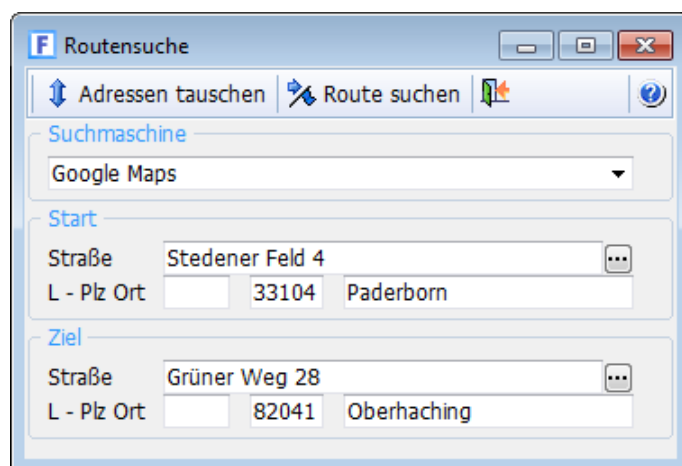 F Routensuche
Adressen tauschen Route suchen
Suchmaschine
Google Maps
Start
Straße Stedener Feld 4 ...
L - Plz Ort 33104 Paderborn
Ziel
Straße Grüner Weg 28 ...
L - Plz Ort 82041 Oberhaching